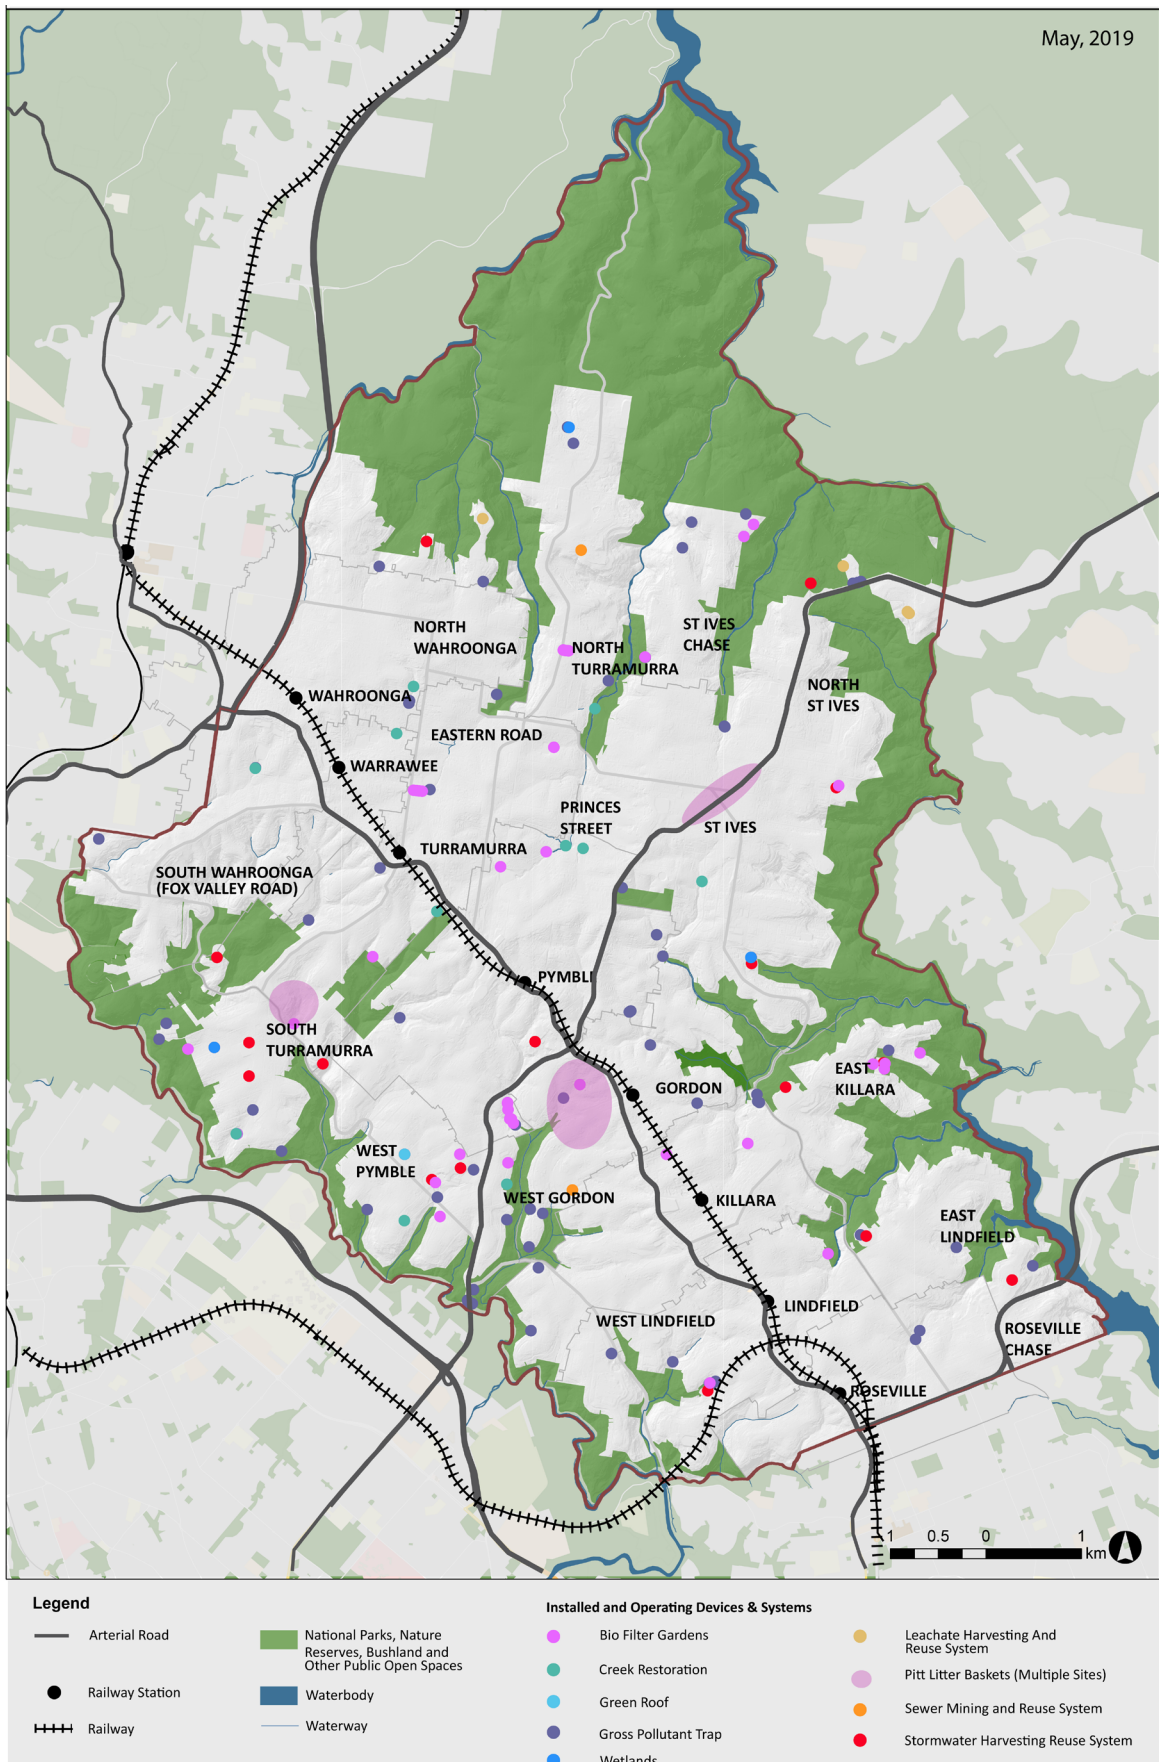 May, 2019
NORTH
WAHROONGA
NORTH
TURRAMURRA
ST IVES
CHASE
NORTH
ST IVES
WAHROONGA
EASTERN ROAD
WARRAWEE
PRINCES
STREET
ST IVES
TURRAMURRA
SOUTH WAHROONGA
(FOX VALLEY ROAD)
PYMBLE
SOUTH
TURRAMURRA
GORDON
EAST
KILLARA
WEST
PYMBLE
WEST GORDON
KILLARA
EAST
LINDFIELD
LINDFIELD
WEST LINDFIELD
ROSEVILLE
CHASE
ROSEVILLE
1 0.5 0 1
km
Legend
Arterial Road
Railway Station
Railway
National Parks, Nature
Reserves, Bushland and
Other Public Open Spaces
Waterbody
Waterway
Installed and Operating Devices & Systems
Bio Filter Gardens
Creek Restoration
Green Roof
Gross Pollutant Trap
Wetlands
Leachate Harvesting And
Reuse System
Pitt Litter Baskets (Multiple Sites)
Sewer Mining and Reuse System
Stormwater Harvesting Reuse System